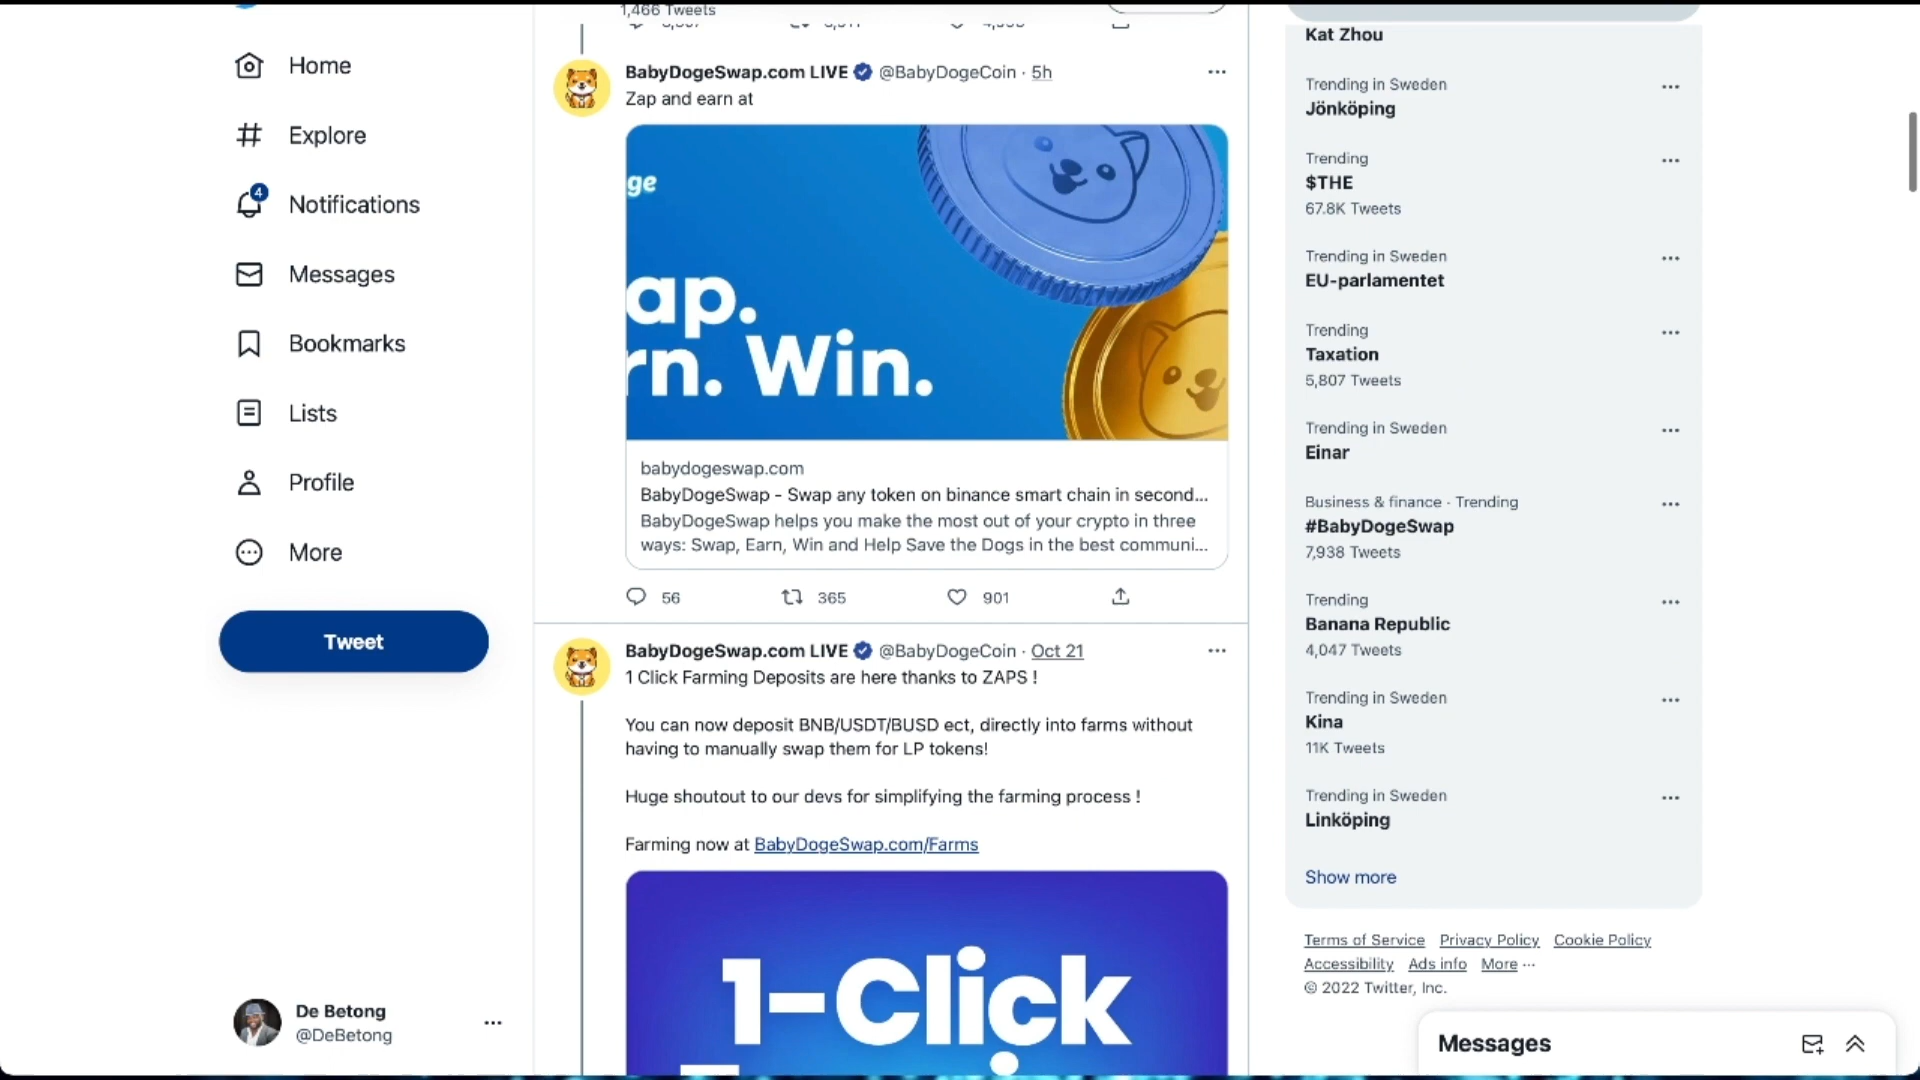 1,466 Tweets
Home
Explore
4
Notifications
Messages
Bookmarks
Lists
Profile
More
Tweet
De Betong
@DeBetong
BabyDogeSwap.com LIVE @BabyDogeCoin · 5h
Zap and earn at
ge
ap.
rn. Win.
babydogeswap.com
BabyDogeSwap - Swap any token on binance smart chain in second...
BabyDogeSwap helps you make the most out of your crypto in three
ways: Swap, Earn, Win and Help Save the Dogs in the best communi...
56 365 901
BabyDogeSwap.com LIVE @BabyDogeCoin · Oct 21
1 Click Farming Deposits are here thanks to ZAPS !
You can now deposit BNB/USDT/BUSD ect, directly into farms without
having to manually swap them for LP tokens!
Huge shoutout to our devs for simplifying the farming process !
Farming now at BabyDogeSwap.com/Farms
1-Click
Kat Zhou
Trending in Sweden
Jönköping
Trending
$THE
67.8K Tweets
Trending in Sweden
EU-parlamentet
Trending
Taxation
5,807 Tweets
Trending in Sweden
Einar
Business & finance · Trending
#BabyDogeSwap
7,938 Tweets
Trending
Banana Republic
4,047 Tweets
Trending in Sweden
Kina
11K Tweets
Trending in Sweden
Linköping
Show more
Terms of Service Privacy Policy Cookie Policy
Accessibility Ads info More ···
© 2022 Twitter, Inc.
Messages